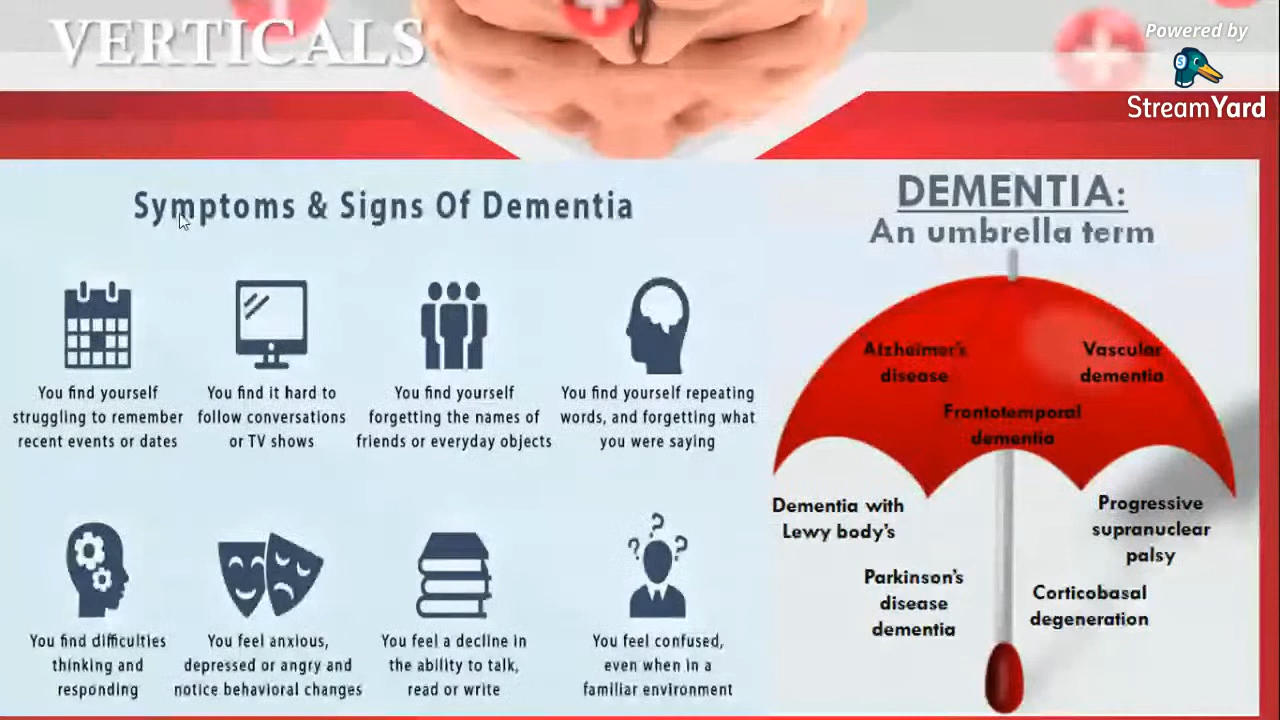 VERTICALS
Powered by
StreamYard
Symptoms & Signs Of Dementia
You find yourself
struggling to remember
recent events or dates
You find it hard to
follow conversations
or TV shows
You find yourself
forgetting the names of
friends or everyday objects
You find yourself repeating
words, and forgetting what
you were saying
You find difficulties
thinking and
responding
You feel anxious,
depressed or angry and
notice behavioral changes
You feel a decline in
the ability to talk,
read or write
You feel confused,
even when in a
familiar environment
DEMENTIA:
An umbrella term
Alzheimer's
disease
Vascular
dementia
Frontotemporal
dementia
Dementia with
Lewy body's
Progressive
supranuclear
palsy
Parkinson's
disease
dementia
Corticobasal
degeneration